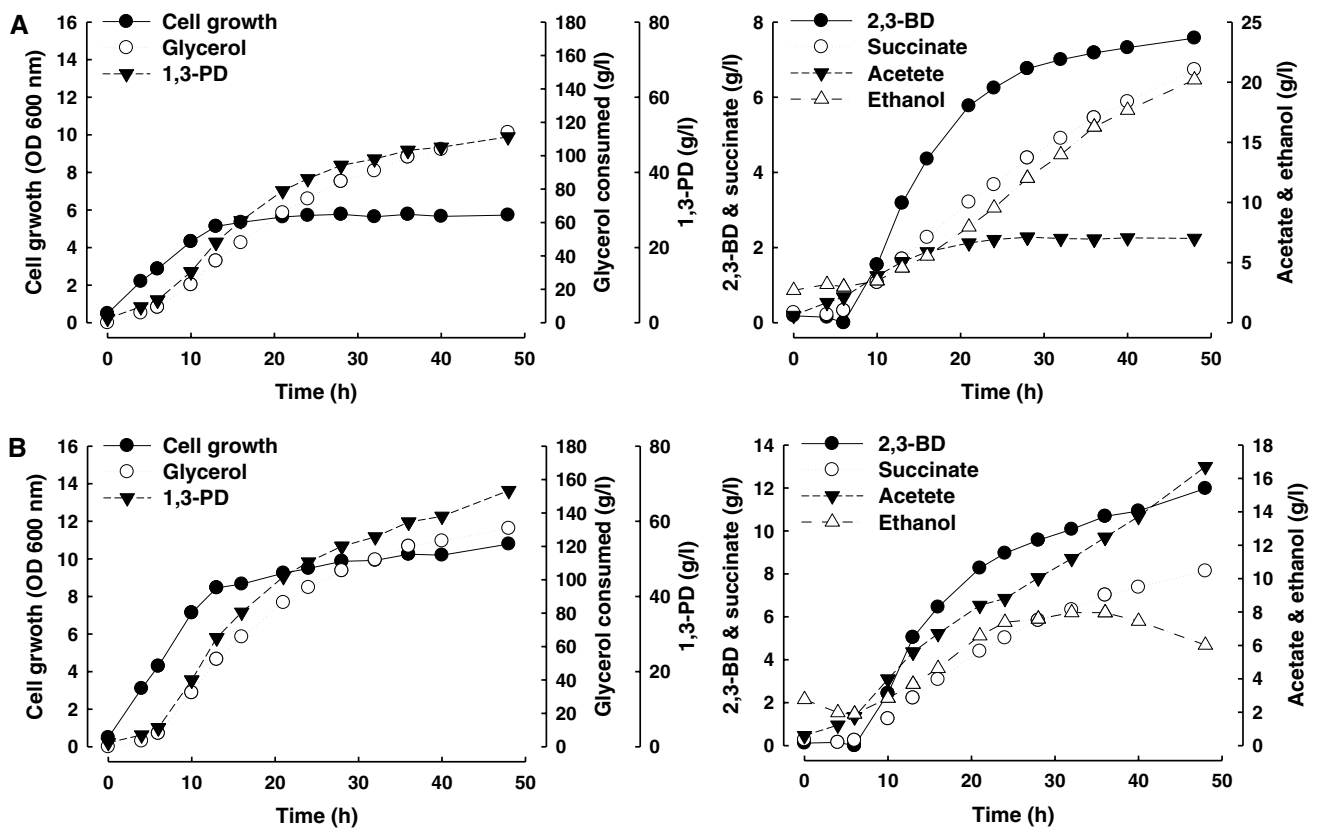 A
Cell growth
Glycerol
1,3-PD
Cell grwoth (OD 600 nm)
16
14
12
10
8
6
4
2
0
0 10 20 30 40 50
Time (h)
180
160
140
120
100
80
60
40
20
0
Glycerol consumed (g/l)
80
60
40
20
0
1,3-PD (g/l)
2,3-BD
Succinate
Acetete
Ethanol
2,3-BD & succinate (g/l)
8
6
4
2
0
0 10 20 30 40 50
Time (h)
25
20
15
10
5
0
Acetate & ethanol (g/l)
B
Cell growth
Glycerol
1,3-PD
Cell grwoth (OD 600 nm)
16
14
12
10
8
6
4
2
0
0 10 20 30 40 50
Time (h)
180
160
140
120
100
80
60
40
20
0
Glycerol consumed (g/l)
80
60
40
20
0
1,3-PD (g/l)
2,3-BD
Succinate
Acetete
Ethanol
2,3-BD & succinate (g/l)
14
12
10
8
6
4
2
0
0 10 20 30 40 50
Time (h)
18
16
14
12
10
8
6
4
2
0
Acetate & ethanol (g/l)